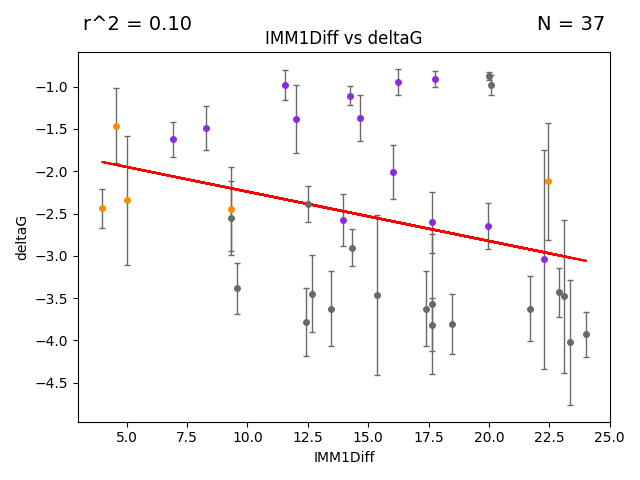 r^2 = 0.10
N = 37
IMM1Diff vs deltaG
−1.0
−1.5
−2.0
−2.5
−3.0
−3.5
−4.0
−4.5
deltaG
5.0 7.5 10.0 12.5 15.0 17.5 20.0 22.5 25.0
IMM1Diff